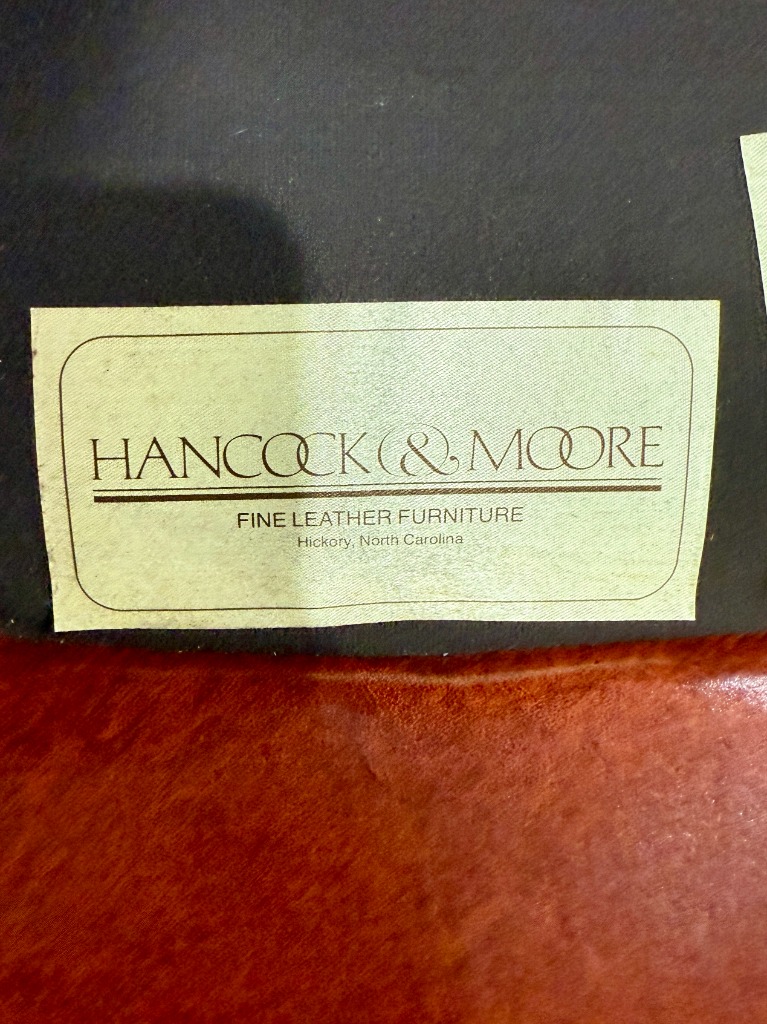 HANCOCK & MOORE
FINE LEATHER FURNITURE
Hickory, North Carolina